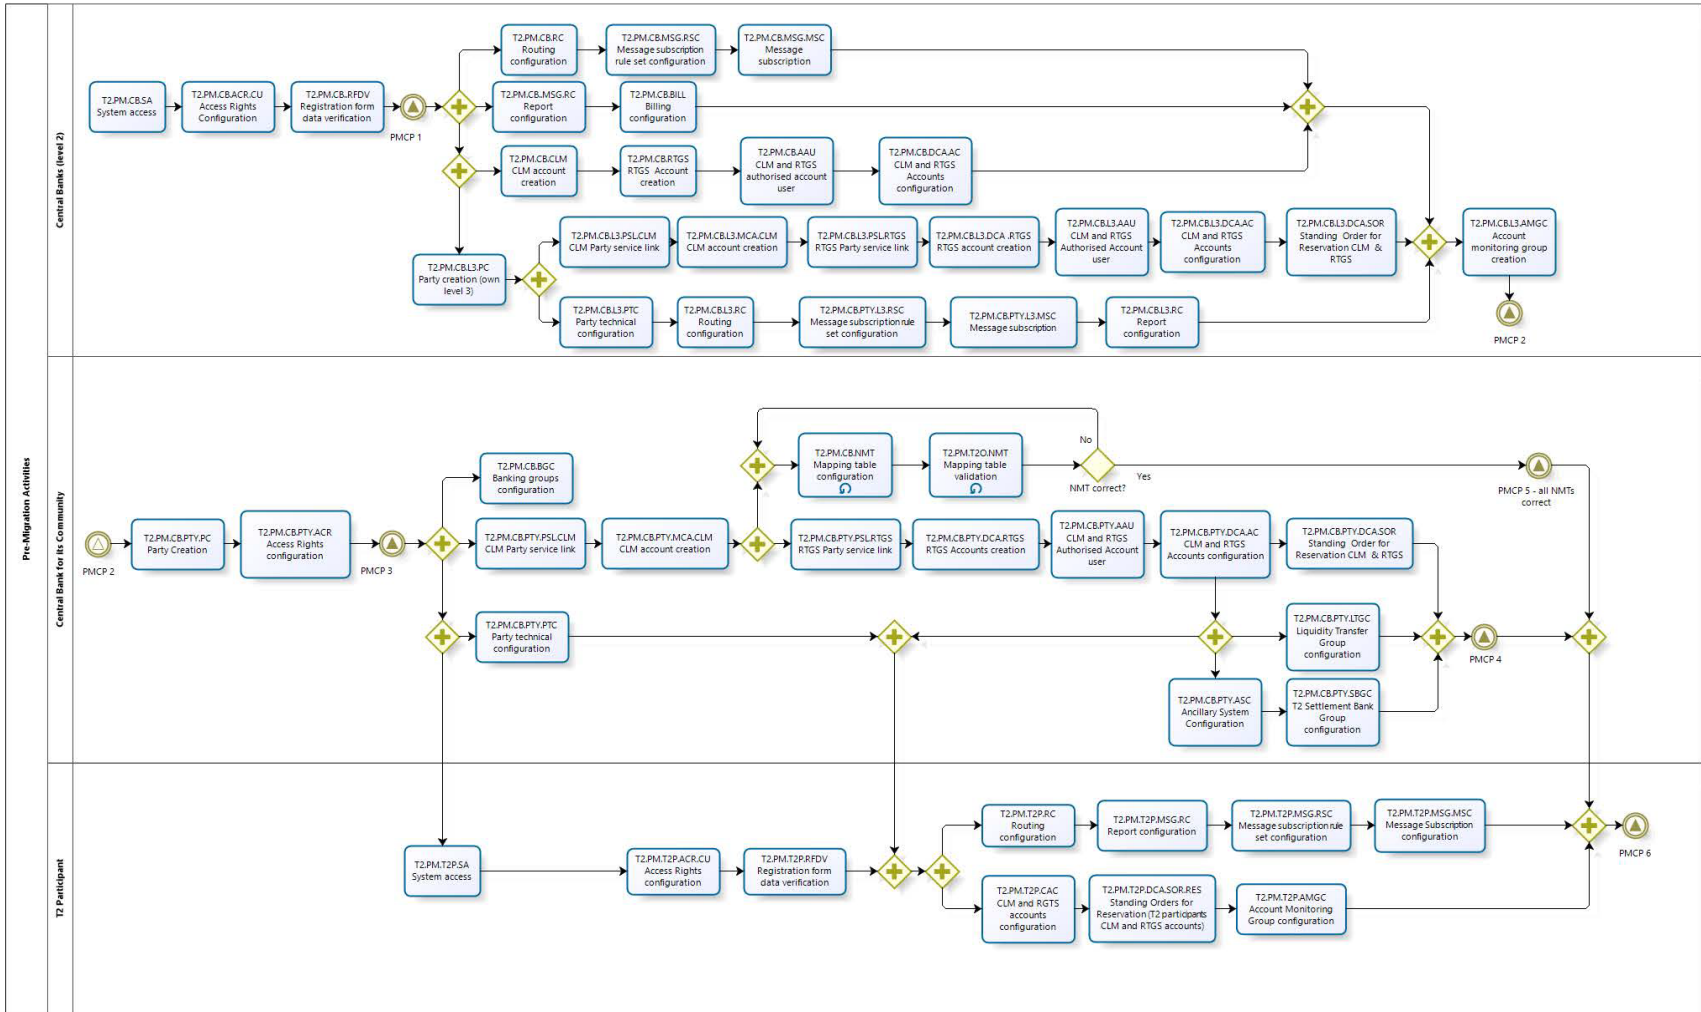 Pre-Migration Activities
Central Banks (level 2)
T2.PM.CB.SA
System access
T2.PM.CB.ACR.CU
Access Rights
Configuration
T2.PM.CB.RFDV
Registration form
data verification
PMCP 1
T2.PM.CB.RC
Routing
configuration
T2.PM.CB.MSG.RSC
Message subscription
rule set configuration
T2.PM.CB.MSG.MSC
Message
subscription
T2.PM.CB.MSG.RC
Report
configuration
T2.PM.CB.BILL
Billing
configuration
T2.PM.CB.CLM
CLM account
creation
T2.PM.CB.RTGS
RTGS Account
creation
T2.PM.CB.AAU
CLM and RTGS
authorised account
user
T2.PM.CB.DCA.AC
CLM and RTGS
Accounts
configuration
T2.PM.CB.L3.PC
Party creation (own
level 3)
T2.PM.CB.L3.PSL.CLM
CLM Party service link
T2.PM.CB.L3.MCA.CLM
CLM account creation
T2.PM.CB.L3.PSL.RTGS
RTGS Party service link
T2.PM.CB.L3.DCA .RTGS
RTGS account creation
T2.PM.CB.L3.AAU
CLM and RTGS
Authorised Account
user
T2.PM.CB.L3.DCA.AC
CLM and RTGS
Accounts
configuration
T2.PM.CB.L3.DCA.SOR
Standing Order for
Reservation CLM &
RTGS
T2.PM.CB.L3.AMGC
Account
monitoring group
creation
PMCP 2
T2.PM.CB.L3.PTC
Party technical
configuration
T2.PM.CB.L3.RC
Routing
configuration
T2.PM.CB.PTY.L3.RSC
Message subscription rule
set configuration
T2.PM.CB.PTY.L3.MSC
Message subscription
T2.PM.CB.L3.RC
Report
configuration
Central Bank for its Community
PMCP 2
T2.PM.CB.PTY.PC
Party Creation
T2.PM.CB.PTY.ACR
Access Rights
configuration
PMCP 3
T2.PM.CB.BGC
Banking groups
configuration
T2.PM.CB.PTY.PSL.CLM
CLM Party service link
T2.PM.CB.PTY.MCA.CLM
CLM account creation
T2.PM.CB.NMT
Mapping table
configuration
T2.PM.T2O.NMT
Mapping table
validation
No
NMT correct?
Yes
PMCP 5 - all NMTs
correct
T2.PM.CB.PTY.PSL.RTGS
RTGS Party service link
T2.PM.CB.PTY.DCA.RTGS
RTGS Accounts creation
T2.PM.CB.PTY.AAU
CLM and RTGS
Authorised Account
user
T2.PM.CB.PTY.DCA.AC
CLM and RTGS
Accounts configuration
T2.PM.CB.PTY.DCA.SOR
Standing Order for
Reservation CLM & RTGS
T2.PM.CB.PTY.PTC
Party technical
configuration
T2.PM.CB.PTY.LTGC
Liquidity Transfer
Group
configuration
PMCP 4
T2.PM.CB.PTY.ASC
Ancillary System
Configuration
T2.PM.CB.PTY.SBGC
T2 Settlement Bank
Group
configuration
T2 Participant
T2.PM.T2P.SA
System access
T2.PM.T2P.ACR.CU
Access Rights
configuration
T2.PM.T2P.RFDV
Registration form
data verification
T2.PM.T2P.RC
Routing
configuration
T2.PM.T2P.MSG.RC
Report configuration
T2.PM.T2P.MSG.RSC
Message subscription rule
set configuration
T2.PM.T2P.MSG.MSC
Message Subscription
configuration
PMCP 6
T2.PM.T2P.CAC
CLM and RGTS
accounts
configuration
T2.PM.T2P.DCA.SOR.RES
Standing Orders for
Reservation (T2 participants
CLM and RTGS accounts)
T2.PM.T2P.AMGC
Account Monitoring
Group configuration